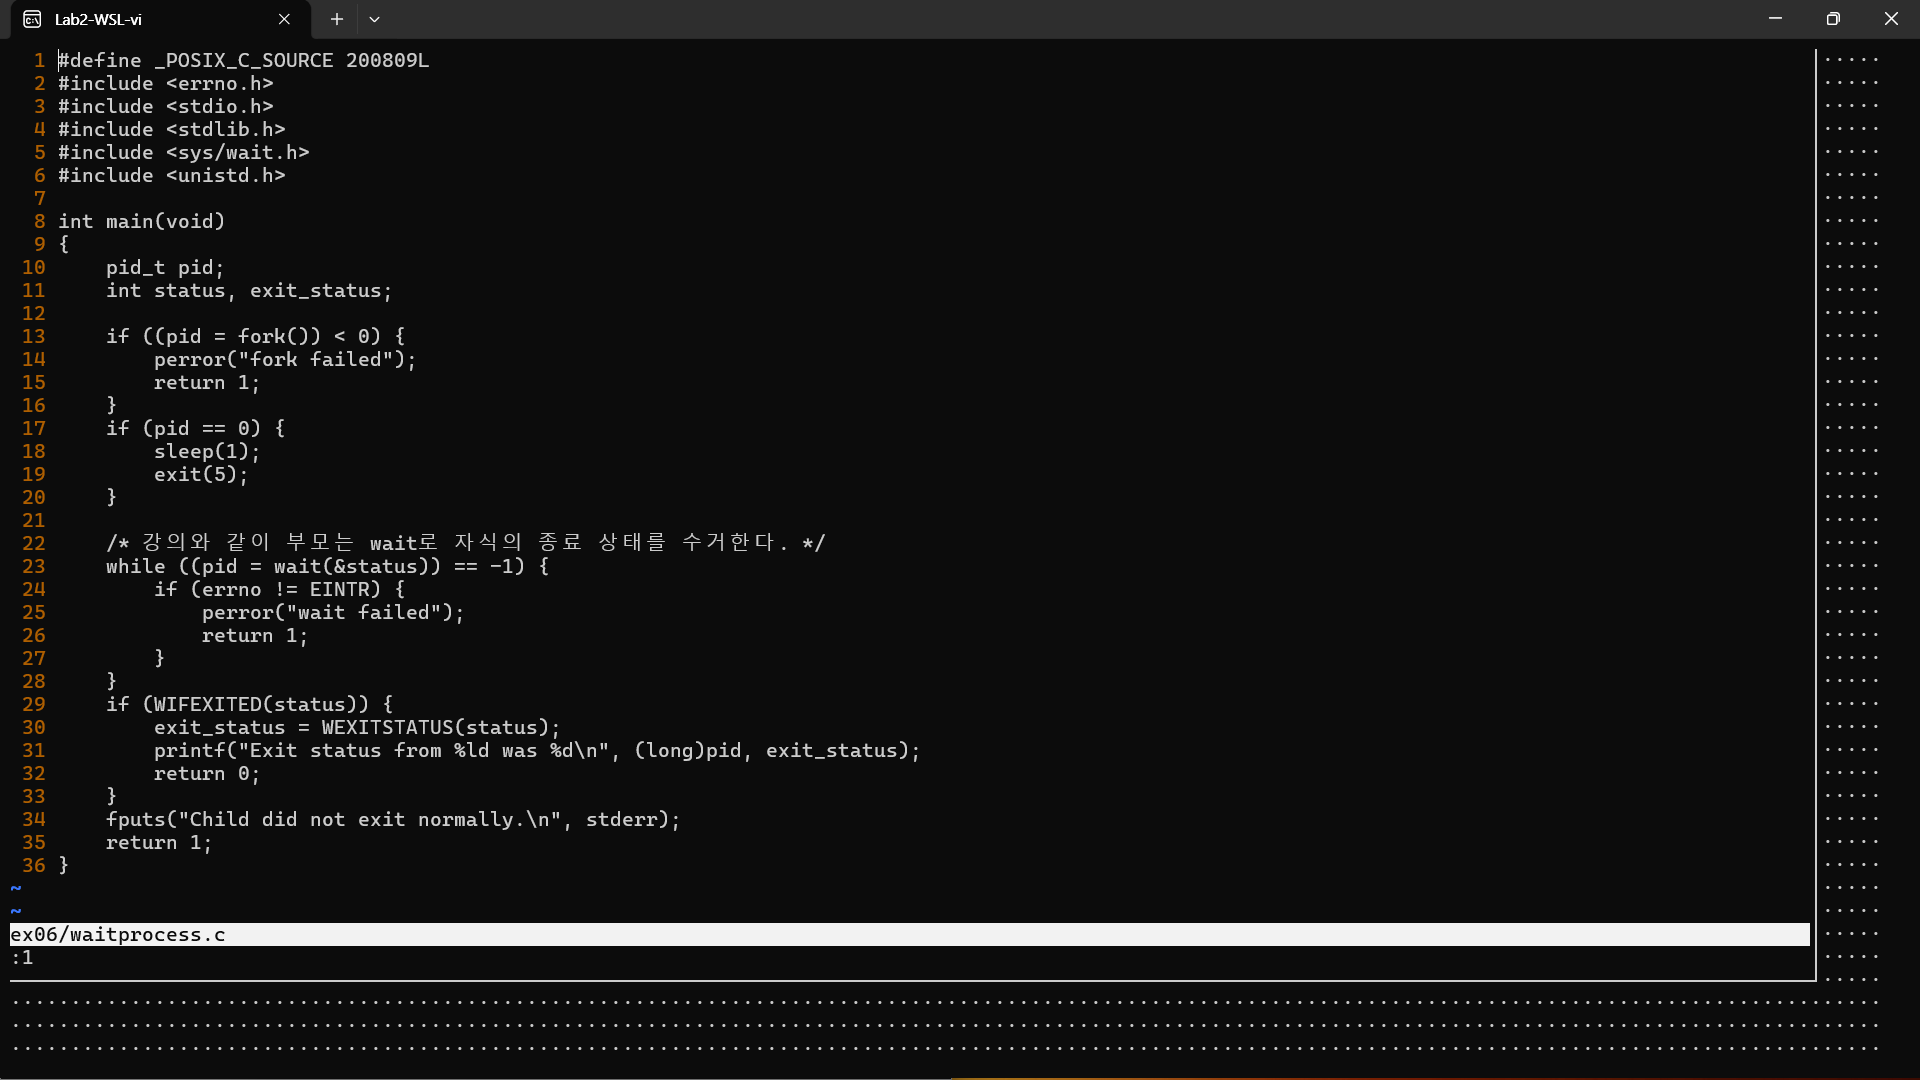 Lab2-WSL-vi
1 #define _POSIX_C_SOURCE 200809L
2 #include <errno.h>
3 #include <stdio.h>
4 #include <stdlib.h>
5 #include <sys/wait.h>
6 #include <unistd.h>
7
8 int main(void)
9 {
10     pid_t pid;
11     int status, exit_status;
12
13     if ((pid = fork()) < 0) {
14         perror("fork failed");
15         return 1;
16     }
17     if (pid == 0) {
18         sleep(1);
19         exit(5);
20     }
21
22     /* 강의와 같이 부모는 wait로 자식의 종료 상태를 수거한다. */
23     while ((pid = wait(&status)) == -1) {
24         if (errno != EINTR) {
25             perror("wait failed");
26             return 1;
27         }
28     }
29     if (WIFEXITED(status)) {
30         exit_status = WEXITSTATUS(status);
31         printf("Exit status from %ld was %d\n", (long)pid, exit_status);
32         return 0;
33     }
34     fputs("Child did not exit normally.\n", stderr);
35     return 1;
36 }
~
~
ex06/waitprocess.c
:1